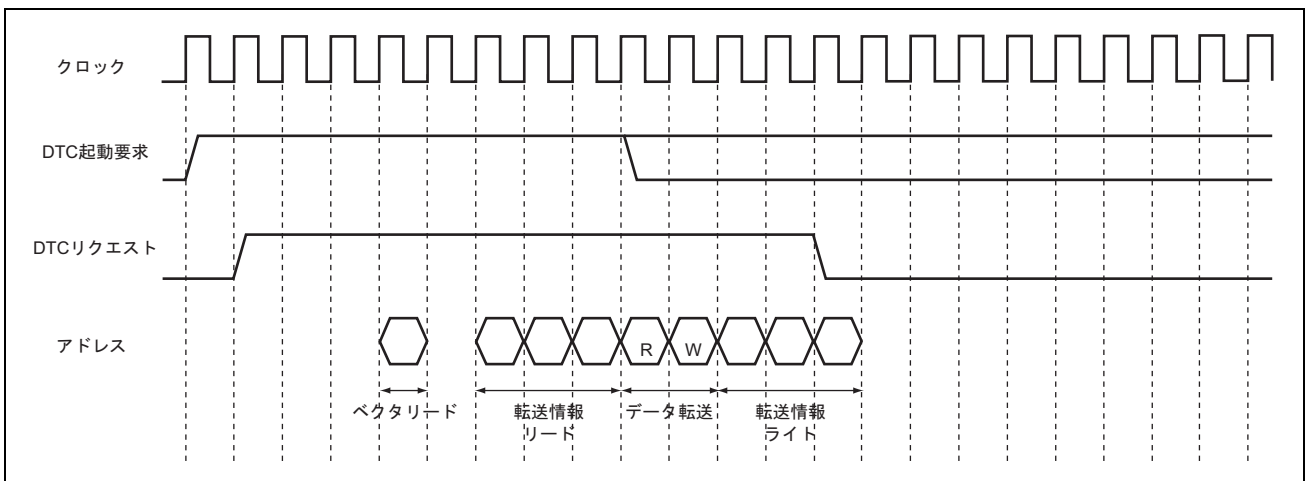 クロック
DTC起動要求
DTCリクエスト
アドレス
R
W
ベクタリード
転送情報
リード
データ転送
転送情報
ライト